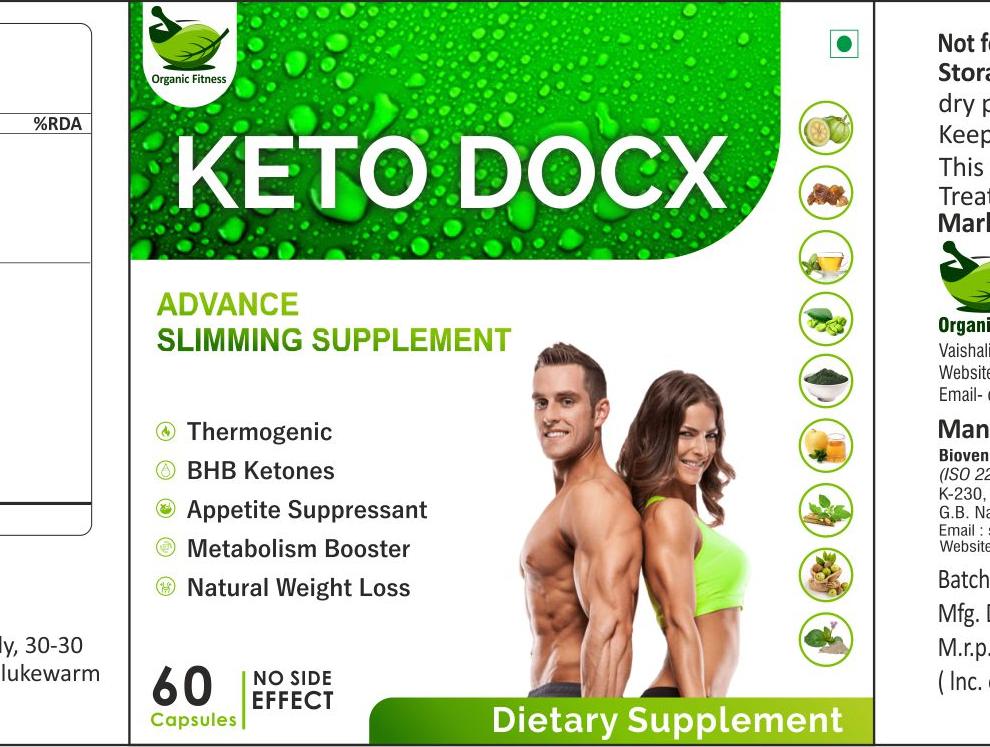 %RDA
ly, 30-30
lukewarm
Organic Fitness
KETO DOCX
ADVANCE
SLIMMING SUPPLEMENT
Thermogenic
BHB Ketones
Appetite Suppressant
Metabolism Booster
Natural Weight Loss
60
Capsules
NO SIDE
EFFECT
Dietary Supplement
Not f
Stora
dry p
Keep
This
Treat
Mark
Organi
Vaishali
Website
Email-
Man
Bioven
(ISO 22
K-230,
G.B. Na
Email : s
Website
Batch
Mfg. D
M.r.p.
( Inc.